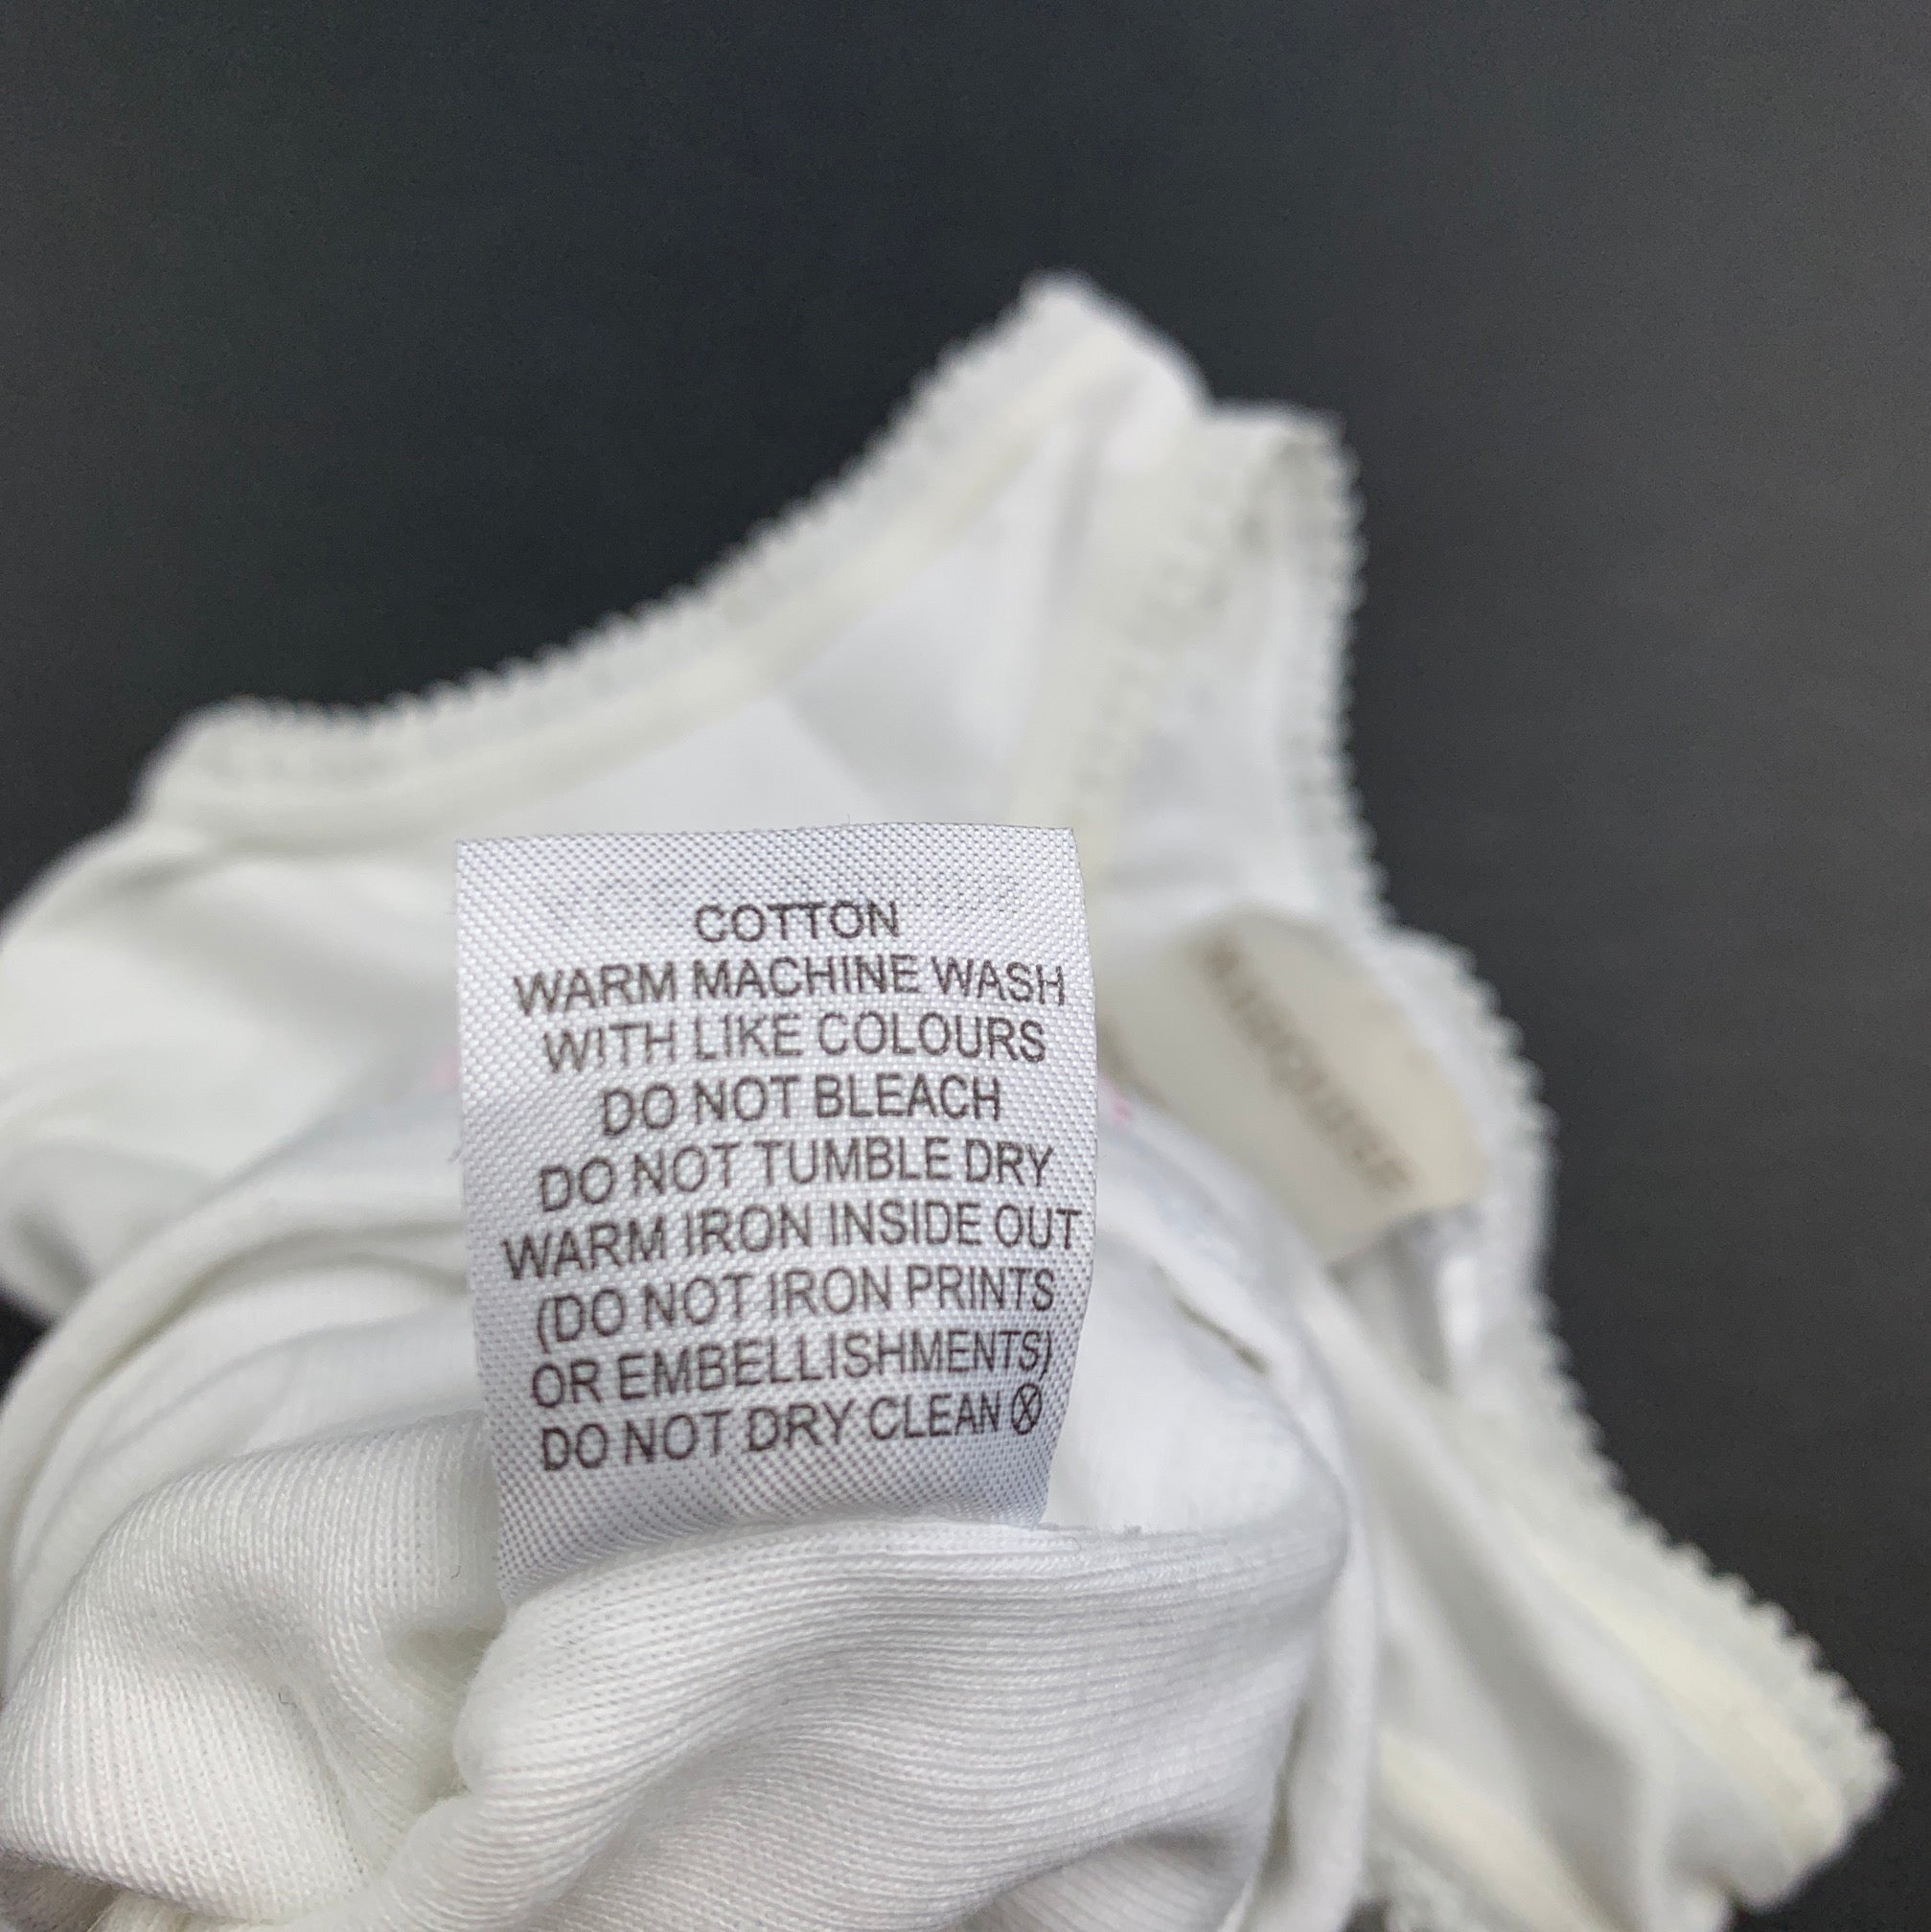 COTTON
WARM MACHINE WASH
WITH LIKE COLOURS
DO NOT BLEACH
DO NOT TUMBLE DRY
WARM IRON INSIDE OUT
(DO NOT IRON PRINTS
OR EMBELLISHMENTS)
DO NOT DRY CLEAN